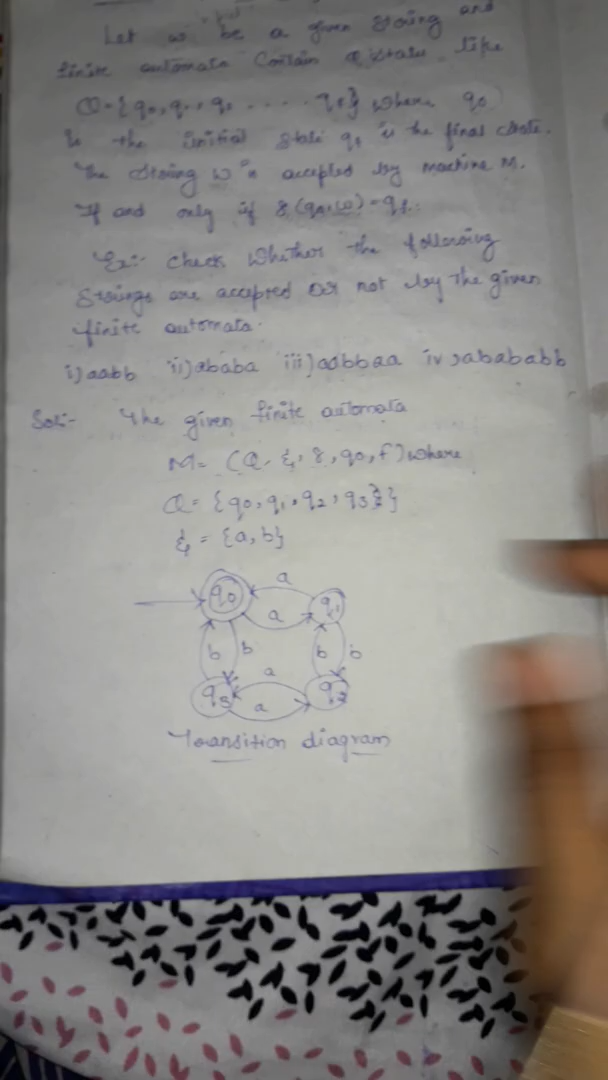 Let w be a given string and
finite automata contain a state like
Q={q0,q1,q2.....qf} where q0
is the initial state qf is the final state.
The string w is accepted by machine M.
If and only if δ(q0,w)=qf.
Ex:- check whether the following
strings are accepted or not by the given
finite automata.
i)aabb ii)ababa iii)aabbaa iv)abababb
Sol:- The given finite automata
M= (Q, Σ, δ, q0, F) where
Q= {q0, q1, q2, q3}
Σ = {a, b}
q0 a q1
a
b b b b
a
q3 a q2
Transition diagram